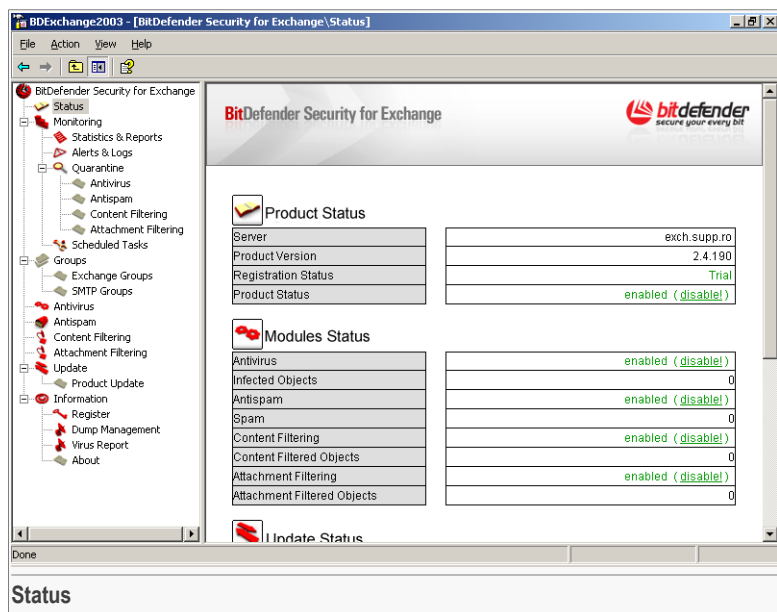 BDExchange2003 - [BitDefender Security for Exchange\Status]
File Action View Help
BitDefender Security for Exchange
Status
Monitoring
Statistics & Reports
Alerts & Logs
Quarantine
Antivirus
Antispam
Content Filtering
Attachment Filtering
Scheduled Tasks
Groups
Exchange Groups
SMTP Groups
Antivirus
Antispam
Content Filtering
Attachment Filtering
Update
Product Update
Information
Register
Dump Management
Virus Report
About
BitDefender Security for Exchange
bitdefender
secure your every bit
Product Status
Server exch.supp.ro
Product Version 2.4.190
Registration Status Trial
Product Status enabled (disable!)
Modules Status
Antivirus enabled (disable!)
Infected Objects 0
Antispam enabled (disable!)
Spam 0
Content Filtering enabled (disable!)
Content Filtered Objects 0
Attachment Filtering enabled (disable!)
Attachment Filtered Objects 0
Update Status
Done
Status